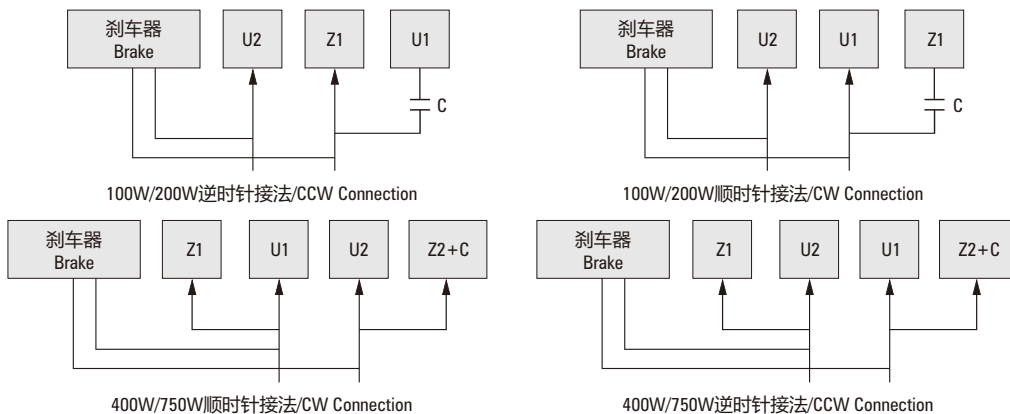 刹车器
Brake
U2
Z1
U1
C
100W/200W逆时针接法/CCW Connection
刹车器
Brake
U2
U1
Z1
C
100W/200W顺时针接法/CW Connection
刹车器
Brake
Z1
U1
U2
Z2+C
400W/750W顺时针接法/CW Connection
刹车器
Brake
Z1
U2
U1
Z2+C
400W/750W逆时针接法/CCW Connection